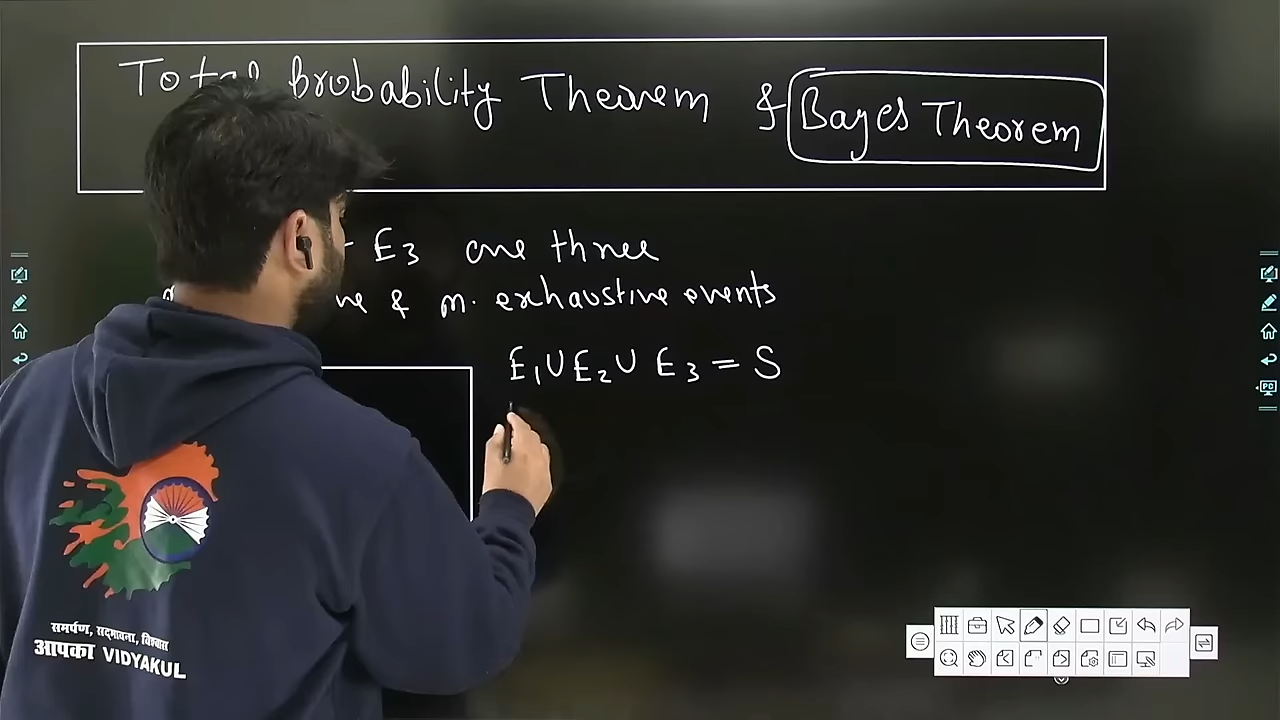 Total Probability Theorem & Bayes Theorem
E3 are three
& m. exhaustive events
E1 U E2 U E3 = S
समर्पण, सद्भावना, विश्वास
आपका VIDYAKUL